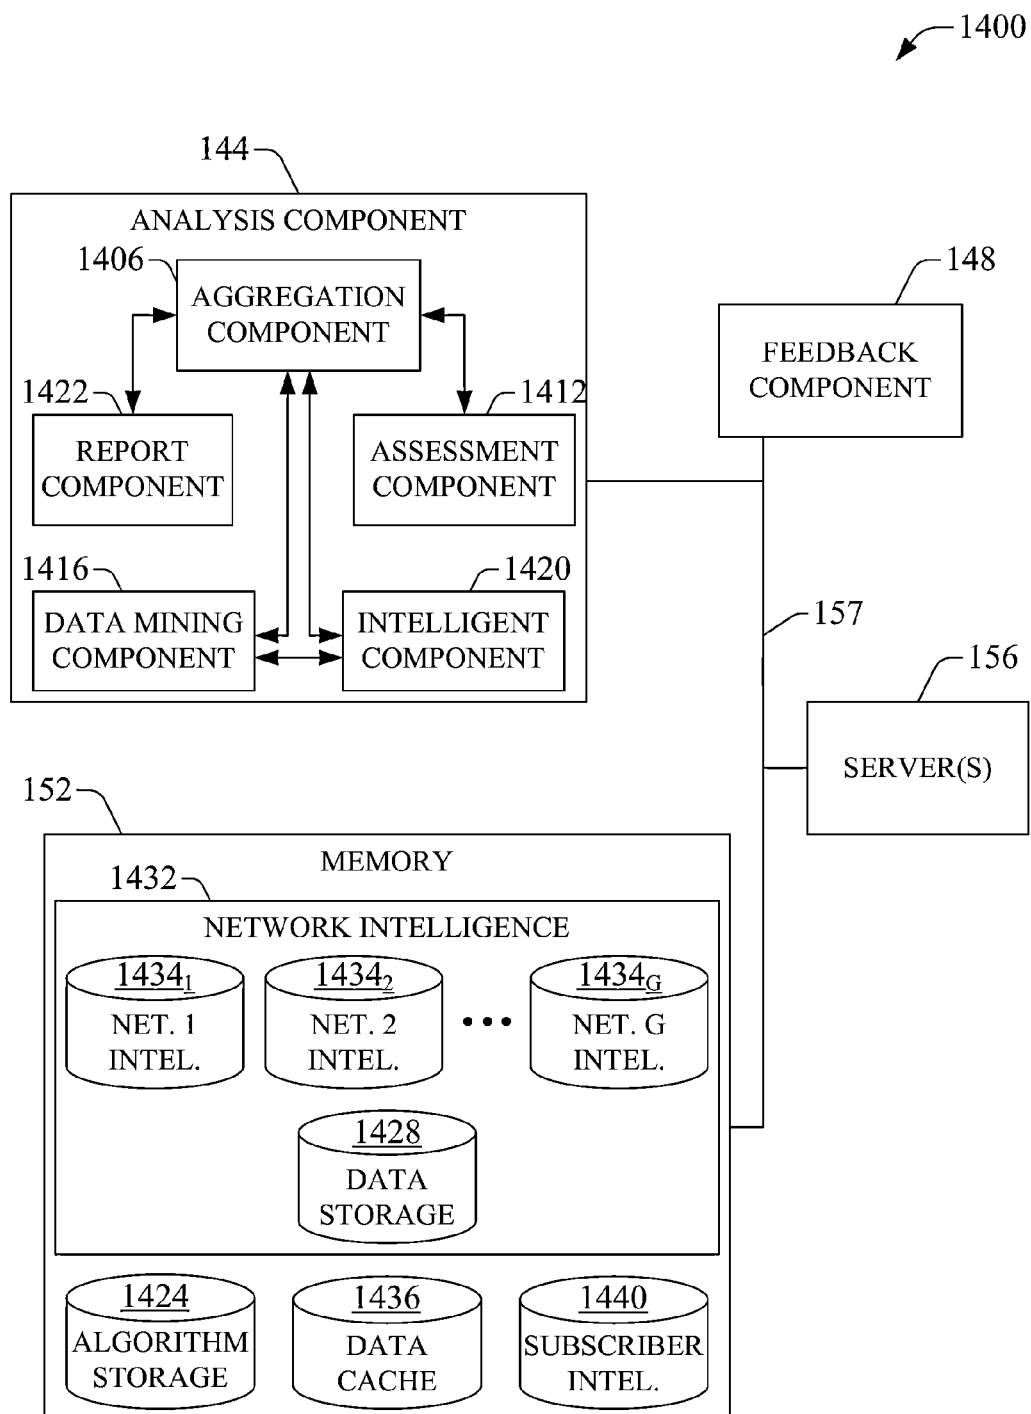 1400
144
ANALYSIS COMPONENT
1406
AGGREGATION
COMPONENT
148
FEEDBACK
COMPONENT
1422
REPORT
COMPONENT
1412
ASSESSMENT
COMPONENT
1416
DATA MINING
COMPONENT
1420
INTELLIGENT
COMPONENT
157
156
SERVER(S)
152
MEMORY
1432
NETWORK INTELLIGENCE
1434₁
NET. 1
INTEL.
1434₂
NET. 2
INTEL.
•••
1434G
NET. G
INTEL.
1428
DATA
STORAGE
1424
ALGORITHM
STORAGE
1436
DATA
CACHE
1440
SUBSCRIBER
INTEL.